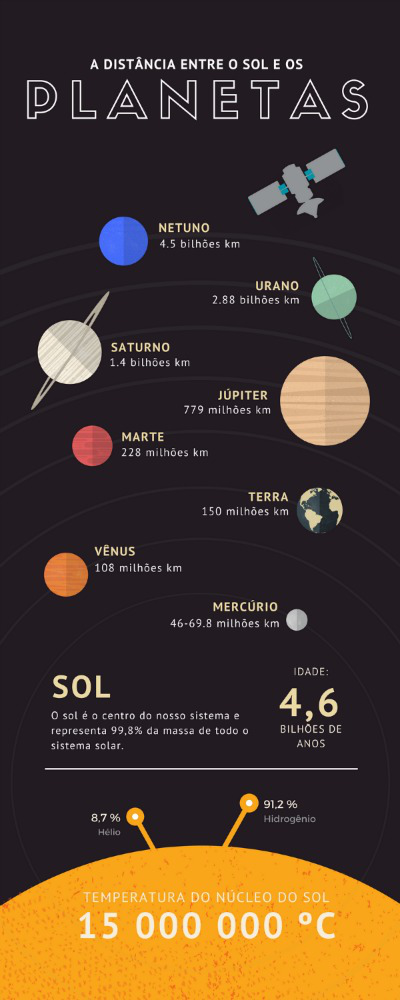 A DISTÂNCIA ENTRE O SOL E OS
PLANETAS
NETUNO
4.5 bilhões km
URANO
2.88 bilhões km
SATURNO
1.4 bilhões km
JÚPITER
779 milhões km
MARTE
228 milhões km
TERRA
150 milhões km
VÊNUS
108 milhões km
MERCÚRIO
46-69.8 milhões km
SOL
O sol é o centro do nosso sistema e
representa 99,8% da massa de todo o
sistema solar.
IDADE:
4,6
BILHÕES DE
ANOS
8,7 %
Hélio
91,2 %
Hidrogênio
TEMPERATURA DO NÚCLEO DO SOL
15 000 000 ºC